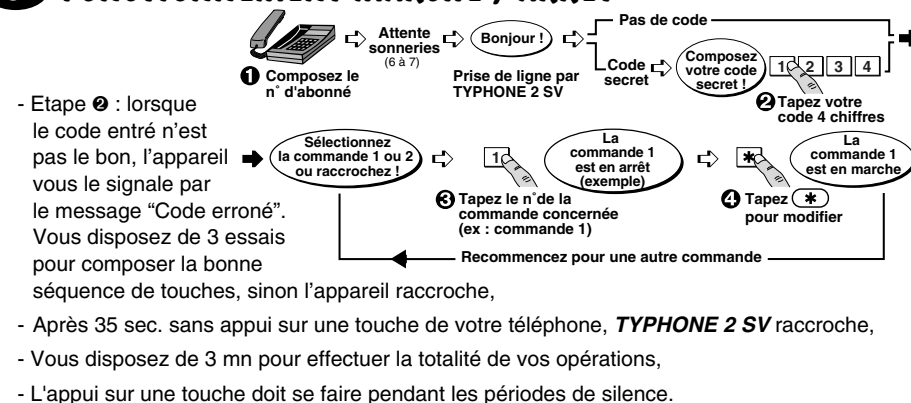 Pas de code
Attente
sonneries
(6 à 7)
Bonjour !
Code
secret
Composez
votre code
secret !
1 2 3 4
❶ Composez le
n° d'abonné
Prise de ligne par
TYPHONE 2 SV
❷ Tapez votre
code 4 chiffres
- Etape ❷ : lorsque
le code entré n'est
pas le bon, l'appareil
vous le signale par
le message “Code erroné”.
Vous disposez de 3 essais
pour composer la bonne
séquence de touches, sinon l'appareil raccroche,
Sélectionnez
la commande 1 ou 2
ou raccrochez !
1
La
commande 1
est en arrêt
(exemple)
*
La
commande 1
est en marche
❸ Tapez le n°de la
commande concernée
(ex : commande 1)
❹ Tapez *
pour modifier
Recommencez pour une autre commande
- Après 35 sec. sans appui sur une touche de votre téléphone, TYPHONE 2 SV raccroche,
- Vous disposez de 3 mn pour effectuer la totalité de vos opérations,
- L'appui sur une touche doit se faire pendant les périodes de silence.